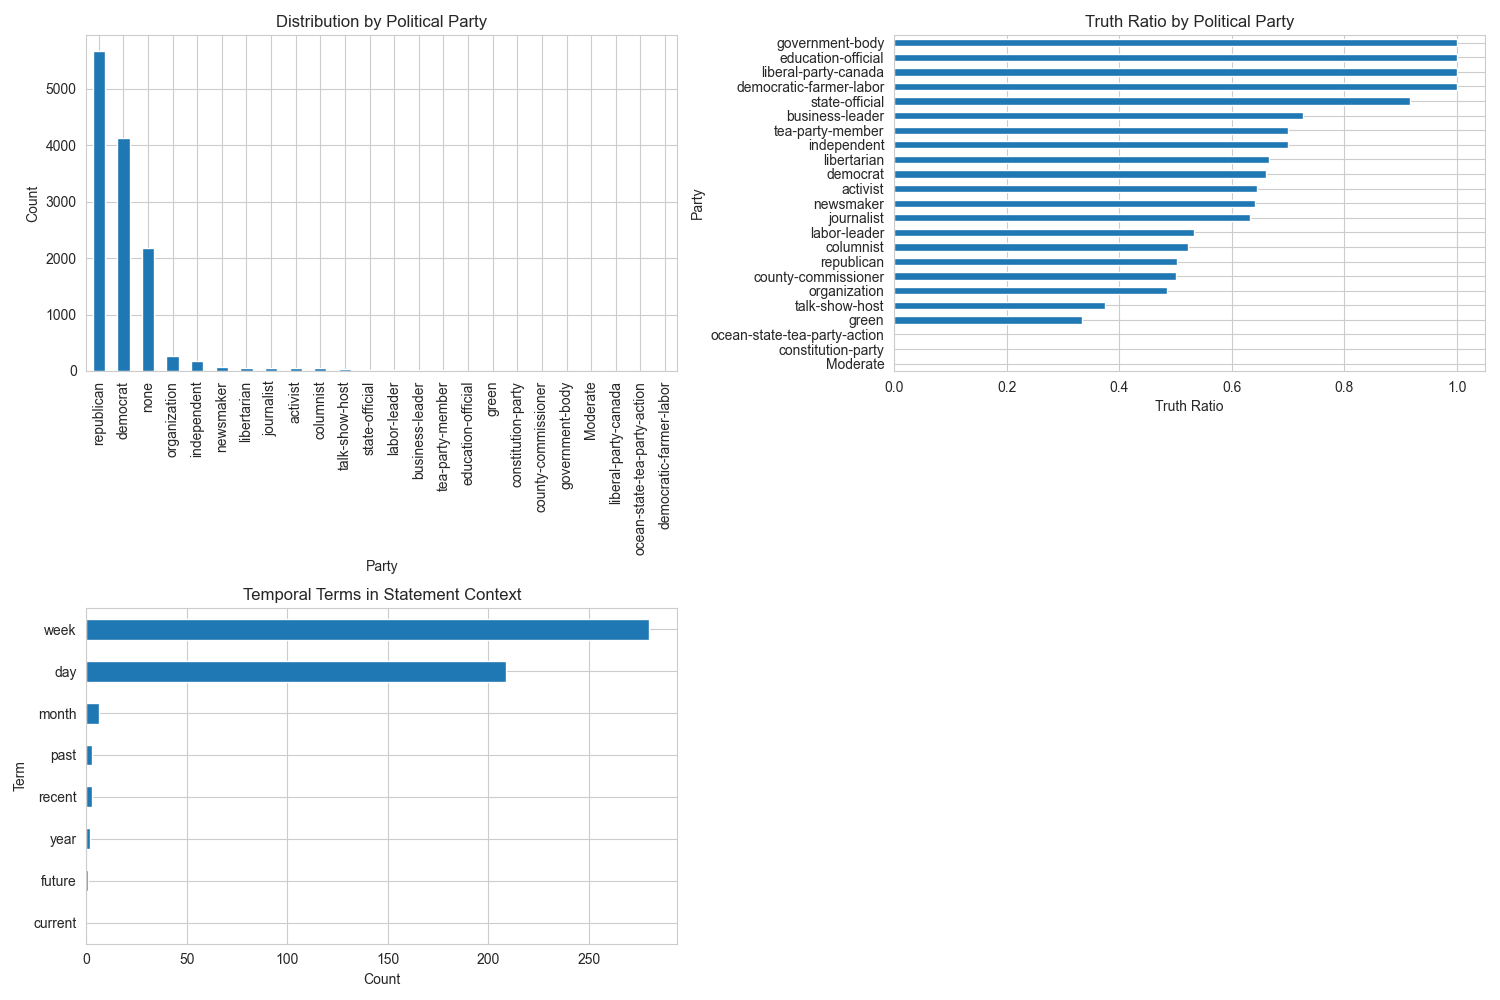 Distribution by Political Party
Count
5000
4000
3000
2000
1000
0
republican
democrat
none
organization
independent
newsmaker
libertarian
journalist
activist
columnist
talk-show-host
state-official
labor-leader
business-leader
tea-party-member
education-official
green
constitution-party
county-commissioner
government-body
Moderate
liberal-party-canada
ocean-state-tea-party-action
democratic-farmer-labor
Party
Truth Ratio by Political Party
Party
government-body
education-official
liberal-party-canada
democratic-farmer-labor
state-official
business-leader
tea-party-member
independent
libertarian
democrat
activist
newsmaker
journalist
labor-leader
columnist
republican
county-commissioner
organization
talk-show-host
green
ocean-state-tea-party-action
constitution-party
Moderate
0.0 0.2 0.4 0.6 0.8 1.0
Truth Ratio
Temporal Terms in Statement Context
Term
week
day
month
past
recent
year
future
current
0 50 100 150 200 250
Count